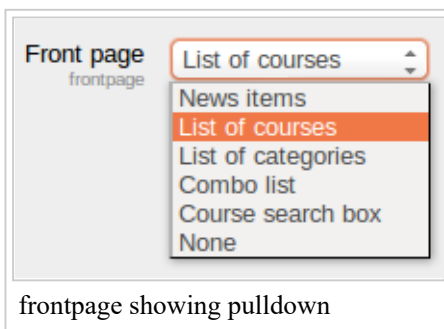 Front page
List of courses
frontpage
News items
List of courses
List of categories
Combo list
Course search box
None
frontpage showing pulldown